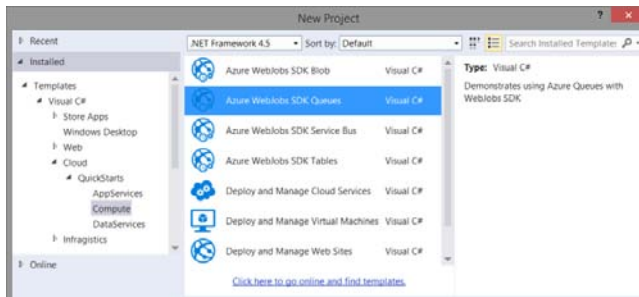 New Project
?
Recent
Installed
Templates
Visual C#
Store Apps
Windows Desktop
Web
Cloud
QuickStarts
AppServices
Compute
DataServices
Infragistics
Online
.NET Framework 4.5
Sort by: Default
Search Installed Templates
Azure WebJobs SDK Blob Visual C#
Azure WebJobs SDK Queues Visual C#
Azure WebJobs SDK Service Bus Visual C#
Azure WebJobs SDK Tables Visual C#
Deploy and Manage Cloud Services Visual C#
Deploy and Manage Virtual Machines Visual C#
Deploy and Manage Web Sites Visual C#
Click here to go online and find templates.
Type: Visual C#
Demonstrates using Azure Queues with
WebJobs SDK